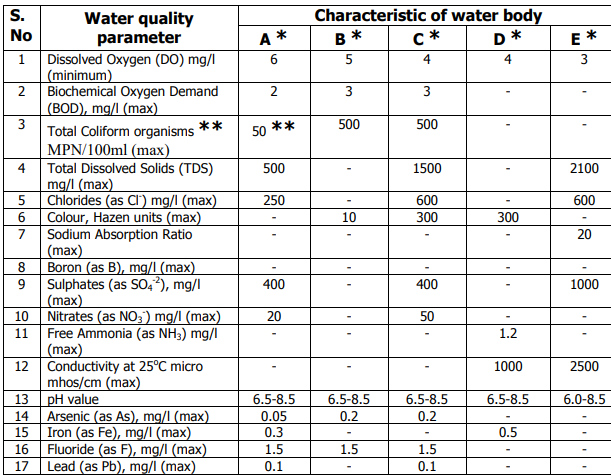 S. No Water quality parameter Characteristic of water body
A * B * C * D * E *
1 Dissolved Oxygen (DO) mg/l (minimum) 6 5 4 4 3
2 Biochemical Oxygen Demand (BOD), mg/l (max) 2 3 3 - -
3 Total Coliform organisms ** MPN/100ml (max) 50 ** 500 500 - -
4 Total Dissolved Solids (TDS) mg/l (max) 500 - 1500 - 2100
5 Chlorides (as Cl⁻) mg/l (max) 250 - 600 - 600
6 Colour, Hazen units (max) - 10 300 300 -
7 Sodium Absorption Ratio (max) - - - - 20
8 Boron (as B), mg/l (max) - - - - -
9 Sulphates (as SO₄⁻²), mg/l (max) 400 - 400 - 1000
10 Nitrates (as NO₃⁻) mg/l (max) 20 - 50 - -
11 Free Ammonia (as NH₃) mg/l (max) - - - 1.2 -
12 Conductivity at 25°C micro mhos/cm (max) - - - 1000 2500
13 pH value 6.5-8.5 6.5-8.5 6.5-8.5 6.5-8.5 6.0-8.5
14 Arsenic (as As), mg/l (max) 0.05 0.2 0.2 - -
15 Iron (as Fe), mg/l (max) 0.3 - - 0.5 -
16 Fluoride (as F), mg/l (max) 1.5 1.5 1.5 - -
17 Lead (as Pb), mg/l (max) 0.1 - 0.1 - -